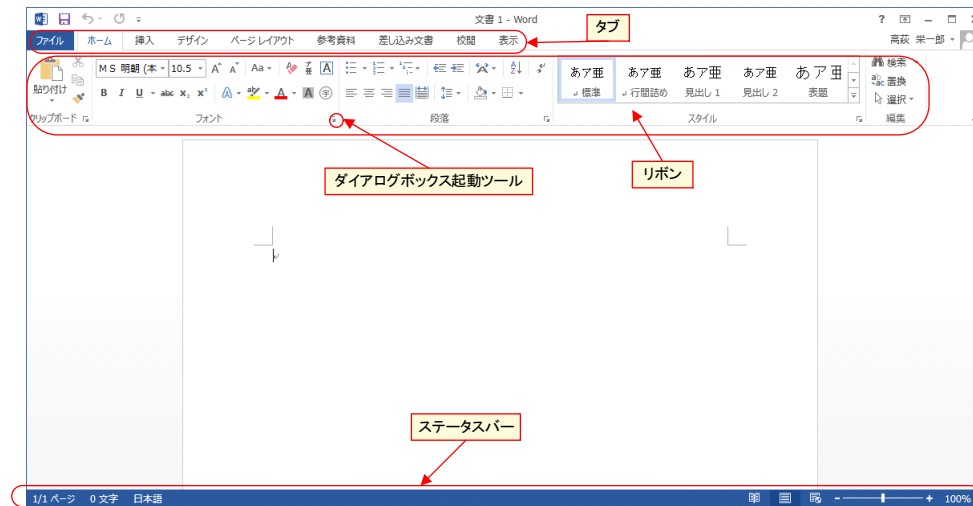 文書 1 - Word
タブ
ファイル ホーム 挿入 デザイン ページ レイアウト 参考資料 差し込み文書 校閲 表示
高萩 栄一郎
MS 明朝 (本 10.5 Aa
検索
貼り付け
B I U abc x₂ x² A
あア亜 あア亜 あア亜 あア亜 あア亜
標準 行間詰め 見出し 1 見出し 2 表題
置換
選択
クリップボード フォント 段落 スタイル 編集
ダイアログボックス起動ツール
リボン
ステータスバー
1/1 ページ 0 文字 日本語
100%